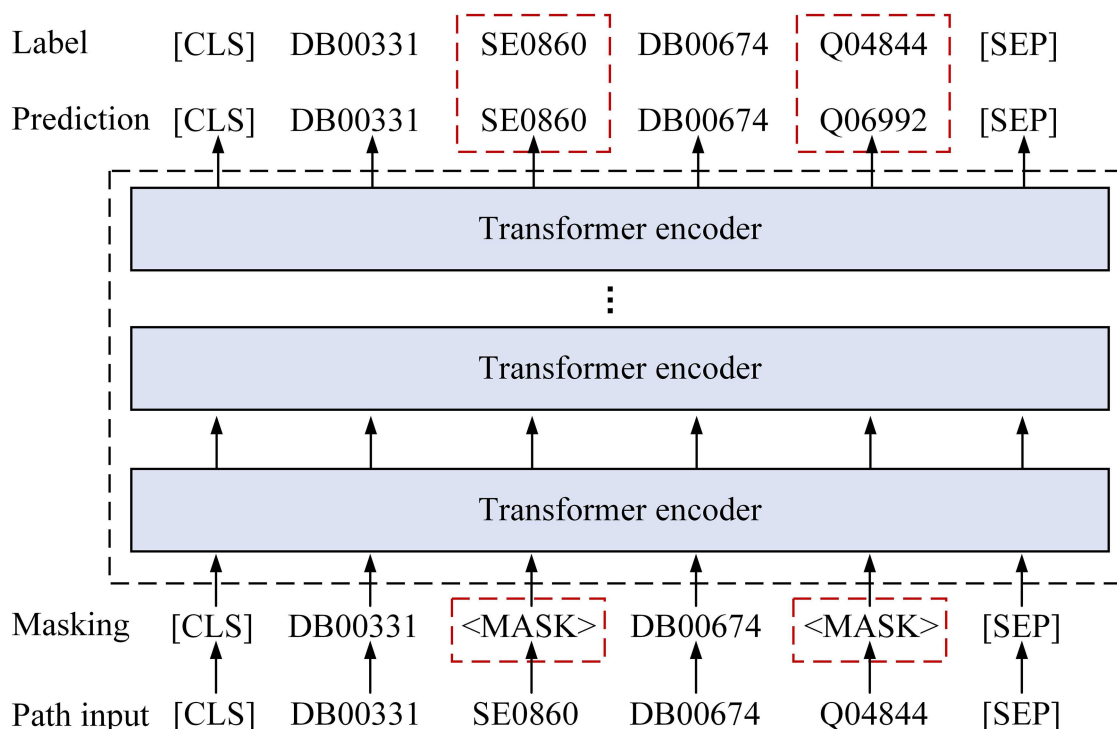 Label [CLS] DB00331 SE0860 DB00674 Q04844 [SEP]
Prediction [CLS] DB00331 SE0860 DB00674 Q06992 [SEP]
Transformer encoder
Transformer encoder
Transformer encoder
Masking [CLS] DB00331 <MASK> DB00674 <MASK> [SEP]
Path input [CLS] DB00331 SE0860 DB00674 Q04844 [SEP]